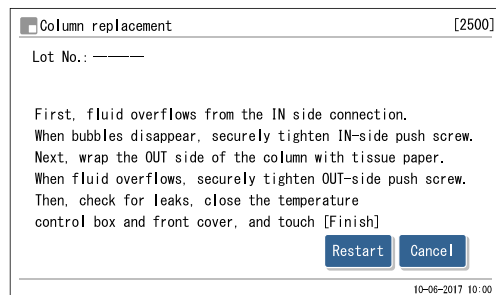 Column replacement [2500]
Lot No.: ————
First, fluid overflows from the IN side connection.
When bubbles disappear, securely tighten IN-side push screw.
Next, wrap the OUT side of the column with tissue paper.
When fluid overflows, securely tighten OUT-side push screw.
Then, check for leaks, close the temperature
control box and front cover, and touch [Finish]
Restart Cancel
10-06-2017 10:00